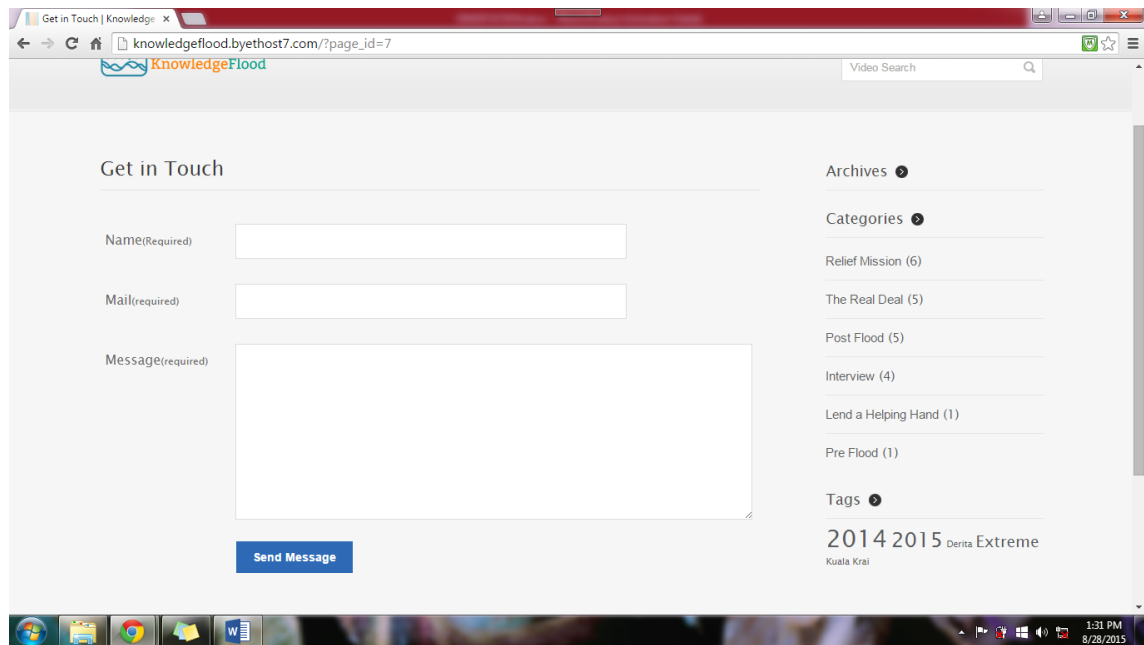 Get in Touch | Knowledge
knowledgeflood.byethost7.com/?page_id=7
KnowledgeFlood
Video Search
Get in Touch
Name(Required)
Mail(required)
Message(required)
Send Message
Archives
Categories
Relief Mission (6)
The Real Deal (5)
Post Flood (5)
Interview (4)
Lend a Helping Hand (1)
Pre Flood (1)
Tags
2014 2015 Derita Extreme
Kuala Krai
1:31 PM
8/28/2015